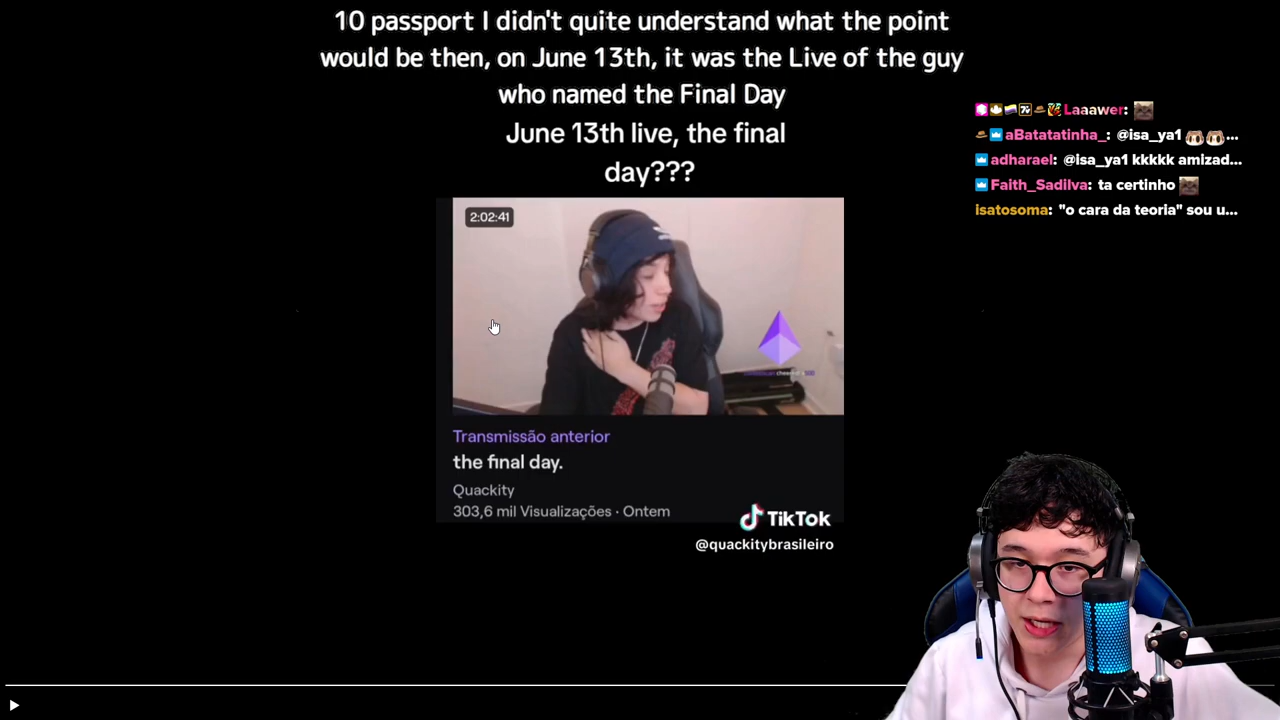 10 passport I didn't quite understand what the point
would be then, on June 13th, it was the Live of the guy
who named the Final Day
June 13th live, the final
day???
2:02:41
Transmissão anterior
the final day.
Quackity
303,6 mil Visualizações · Ontem
TikTok
@quackitybrasileiro
Laaawer:
aBatatatinha_: @isa_ya1 ...
adharael: @isa_ya1 kkkkk amizad...
Faith_Sadilva: ta certinho
isatosoma: "o cara da teoria" sou u...